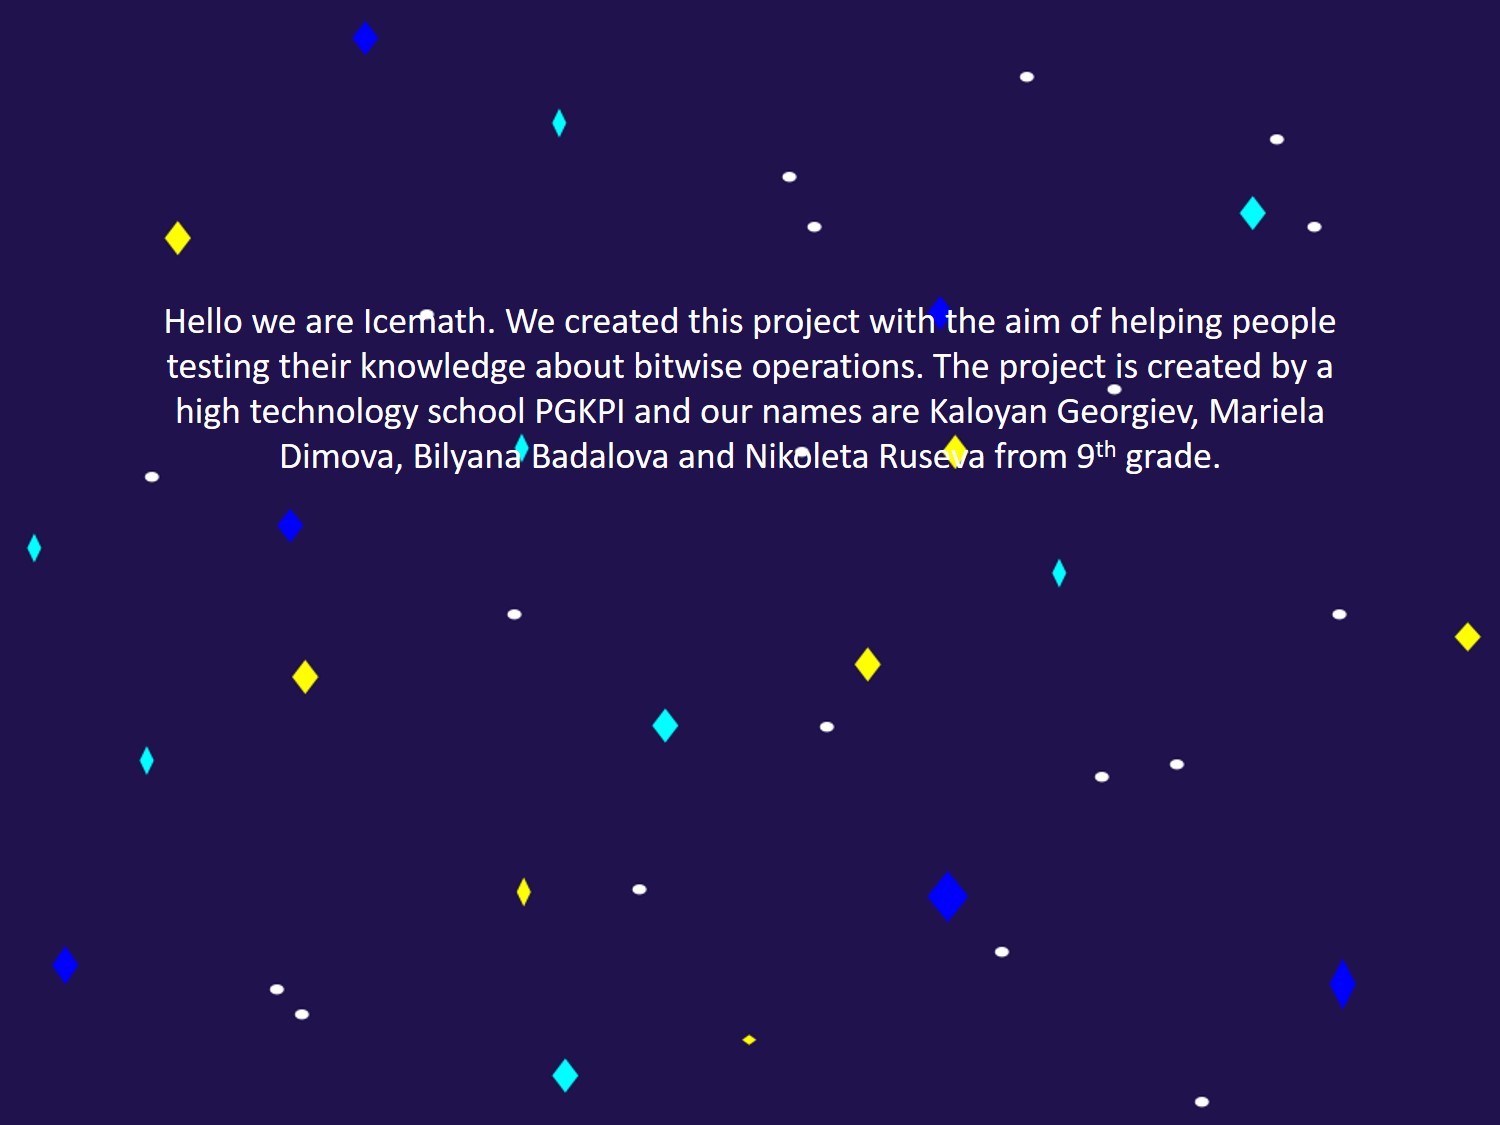 Hello we are Icemath. We created this project with the aim of helping people
testing their knowledge about bitwise operations. The project is created by a
high technology school PGKPI and our names are Kaloyan Georgiev, Mariela
Dimova, Bilyana Badalova and Nikoleta Ruseva from 9th grade.